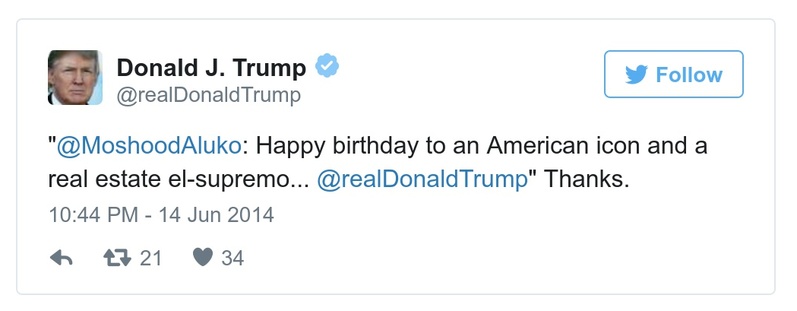 Donald J. Trump
@realDonaldTrump
Follow
"@MoshoodAluko: Happy birthday to an American icon and a
real estate el-supremo... @realDonaldTrump" Thanks.
10:44 PM - 14 Jun 2014
21 34